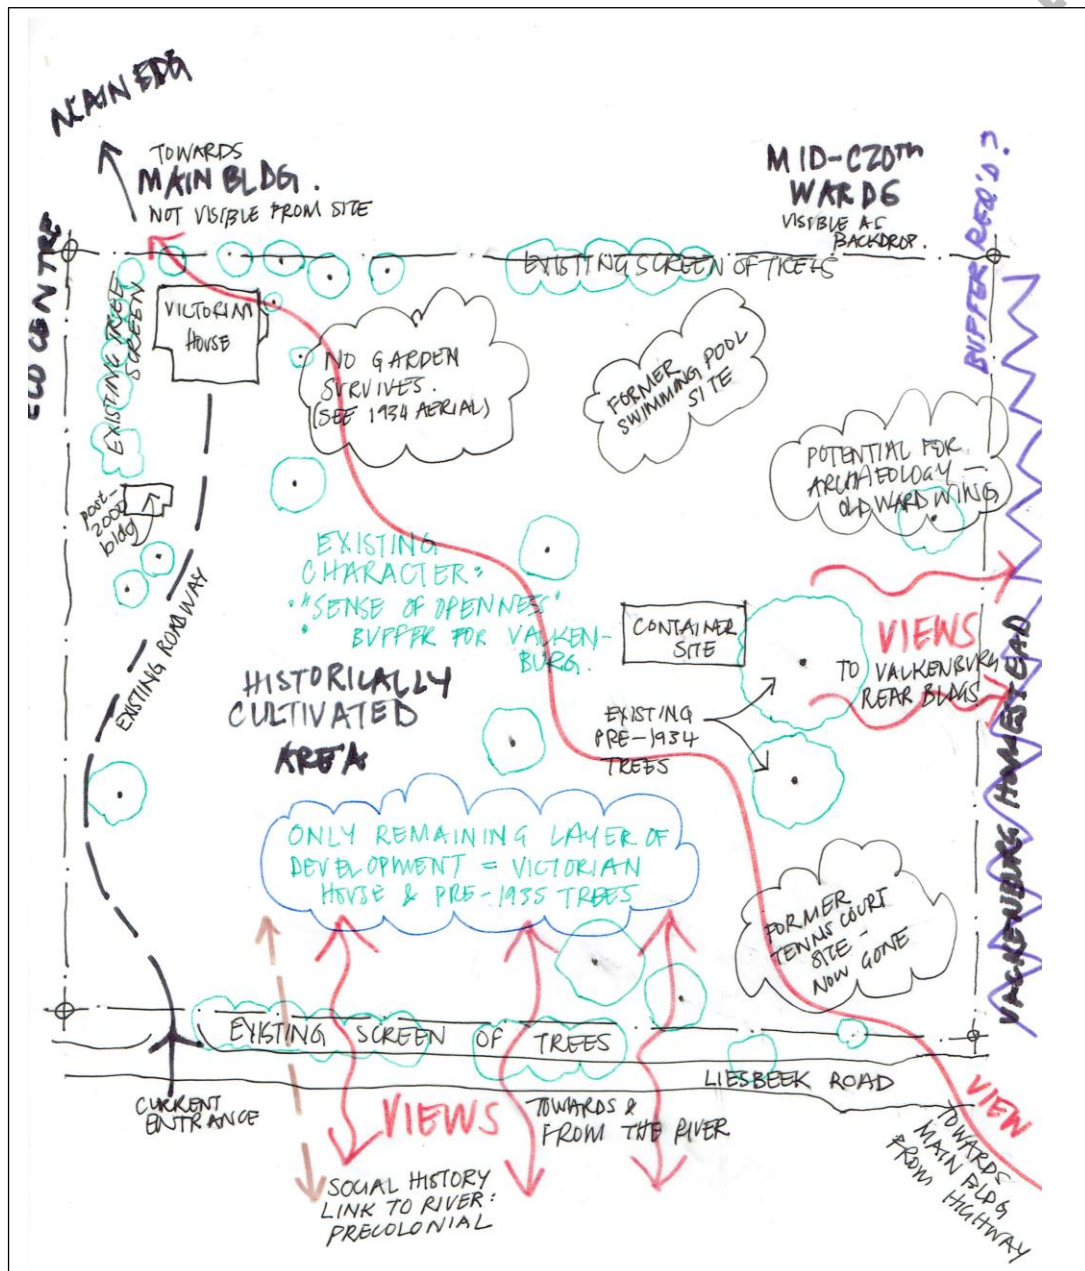 MAIN BDG
TOWARDS
MAIN BLDG.
NOT VISIBLE FROM SITE
MID-C20TH
WARDS
VISIBLE AS
BACKDROP.
BUFFER REQ'D?
EXISTING SCREEN OF TREES
ECO CENTRE
EXISTING TREE
SCREEN
VICTORIAN
HOUSE
NO GARDEN
SURVIVES.
(SEE 1934 AERIAL)
FORMER
SWIMMING POOL
SITE
POTENTIAL FOR
ARCHAEOLOGY —
OLD WARD WING
post-
2000
bldg
EXISTING
CHARACTER:
• "SENSE OF OPENNESS"
• BUFFER FOR VALKEN-
BURG.
EXISTING ROADWAY
CONTAINER
SITE
VIEWS
TO VALKENBURG
REAR BLDGS
HISTORICALLY
CULTIVATED
AREA
EXISTING
PRE-1934
TREES
VALKENBURG HOMESTEAD
ONLY REMAINING LAYER OF
DEVELOPMENT = VICTORIAN
HOUSE & PRE-1935 TREES
FORMER
TENNIS COURT
SITE —
NOW GONE
EXISTING SCREEN OF TREES
LIESBEEK ROAD
CURRENT
ENTRANCE
VIEWS
TOWARDS &
FROM THE RIVER
VIEW
TOWARDS
MAIN BLDG
FROM HIGHWAY
SOCIAL HISTORY
LINK TO RIVER:
PRECOLONIAL